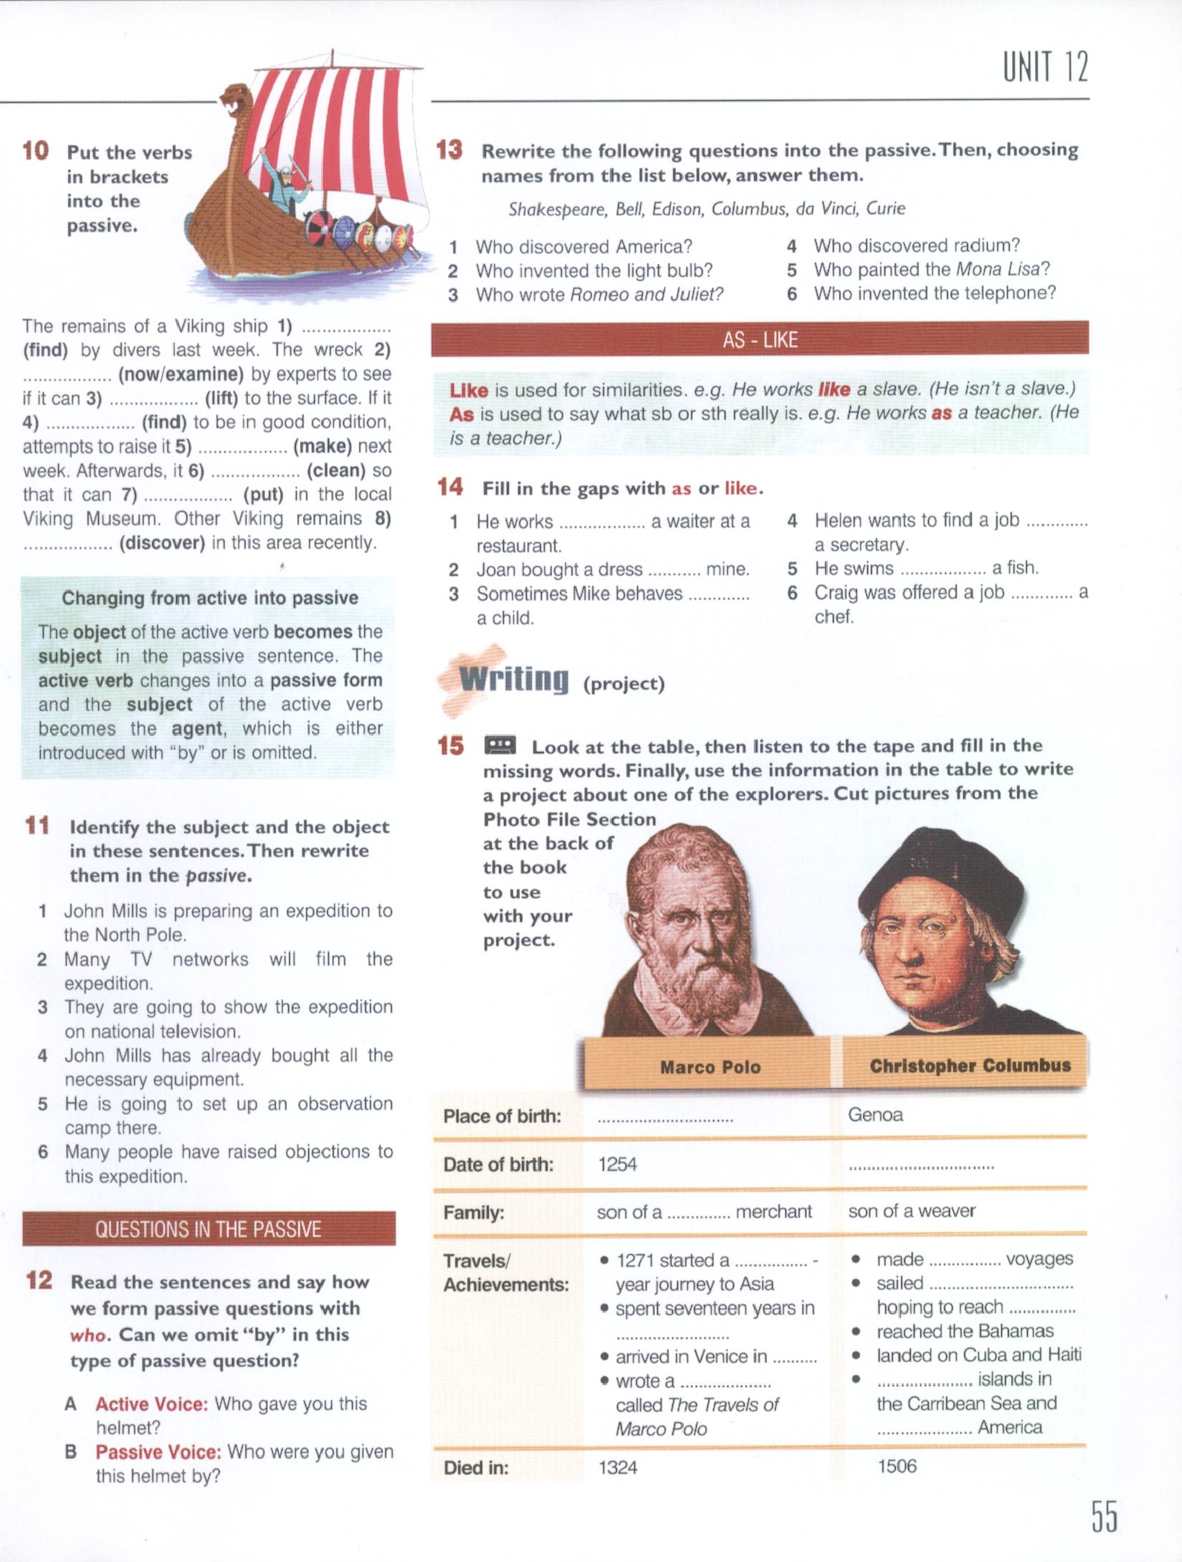 UNIT 12
10 Put the verbs
in brackets
into the
passive.
The remains of a Viking ship 1) ..................
(find) by divers last week. The wreck 2)
.................. (now/examine) by experts to see
if it can 3) .................. (lift) to the surface. If it
4) .................. (find) to be in good condition,
attempts to raise it 5) .................. (make) next
week. Afterwards, it 6) .................. (clean) so
that it can 7) .................. (put) in the local
Viking Museum. Other Viking remains 8)
.................. (discover) in this area recently.
Changing from active into passive
The object of the active verb becomes the
subject in the passive sentence. The
active verb changes into a passive form
and the subject of the active verb
becomes the agent, which is either
introduced with "by" or is omitted.
11 Identify the subject and the object
in these sentences. Then rewrite
them in the passive.
1 John Mills is preparing an expedition to
the North Pole.
2 Many TV networks will film the
expedition.
3 They are going to show the expedition
on national television.
4 John Mills has already bought all the
necessary equipment.
5 He is going to set up an observation
camp there.
6 Many people have raised objections to
this expedition.
QUESTIONS IN THE PASSIVE
12 Read the sentences and say how
we form passive questions with
who. Can we omit "by" in this
type of passive question?
A Active Voice: Who gave you this
helmet?
B Passive Voice: Who were you given
this helmet by?
13 Rewrite the following questions into the passive. Then, choosing
names from the list below, answer them.
Shakespeare, Bell, Edison, Columbus, da Vinci, Curie
1 Who discovered America?
2 Who invented the light bulb?
3 Who wrote Romeo and Juliet?
4 Who discovered radium?
5 Who painted the Mona Lisa?
6 Who invented the telephone?
AS - LIKE
Like is used for similarities. e.g. He works like a slave. (He isn't a slave.)
As is used to say what sb or sth really is. e.g. He works as a teacher. (He
is a teacher.)
14 Fill in the gaps with as or like.
1 He works .................. a waiter at a
restaurant.
2 Joan bought a dress ........... mine.
3 Sometimes Mike behaves .............
a child.
4 Helen wants to find a job .............
a secretary.
5 He swims .................. a fish.
6 Craig was offered a job ............. a
chef.
Writing (project)
15 Look at the table, then listen to the tape and fill in the
missing words. Finally, use the information in the table to write
a project about one of the explorers. Cut pictures from the
Photo File Section
at the back of
the book
to use
with your
project.
Marco Polo Christopher Columbus
Place of birth: ............................. Genoa
Date of birth: 1254 ...............................
Family: son of a ............. merchant son of a weaver
Travels/
Achievements:
• 1271 started a ............... -
year journey to Asia
• spent seventeen years in
........................
• arrived in Venice in ..........
• wrote a ...................
called The Travels of
Marco Polo
• made ............... voyages
• sailed ..............................
hoping to reach ..............
• reached the Bahamas
• landed on Cuba and Haiti
• .................... islands in
the Carribean Sea and
.................... America
Died in: 1324 1506
55